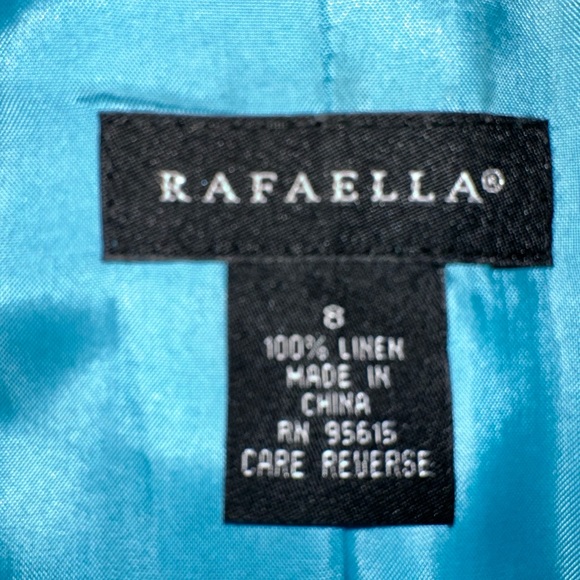 RAFAELLA®
8
100% LINEN
MADE IN
CHINA
RN 95615
CARE REVERSE